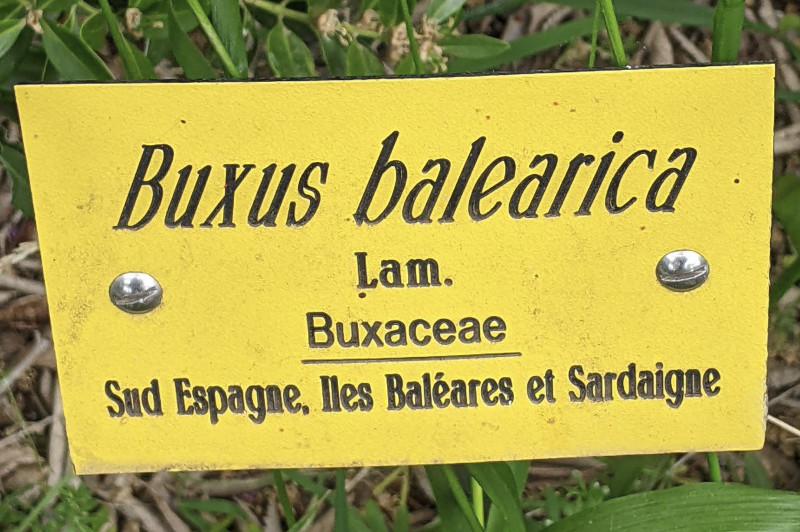 Buxus balearica
Lam.
Buxaceae
Sud Espagne, Iles Baléares et Sardaigne